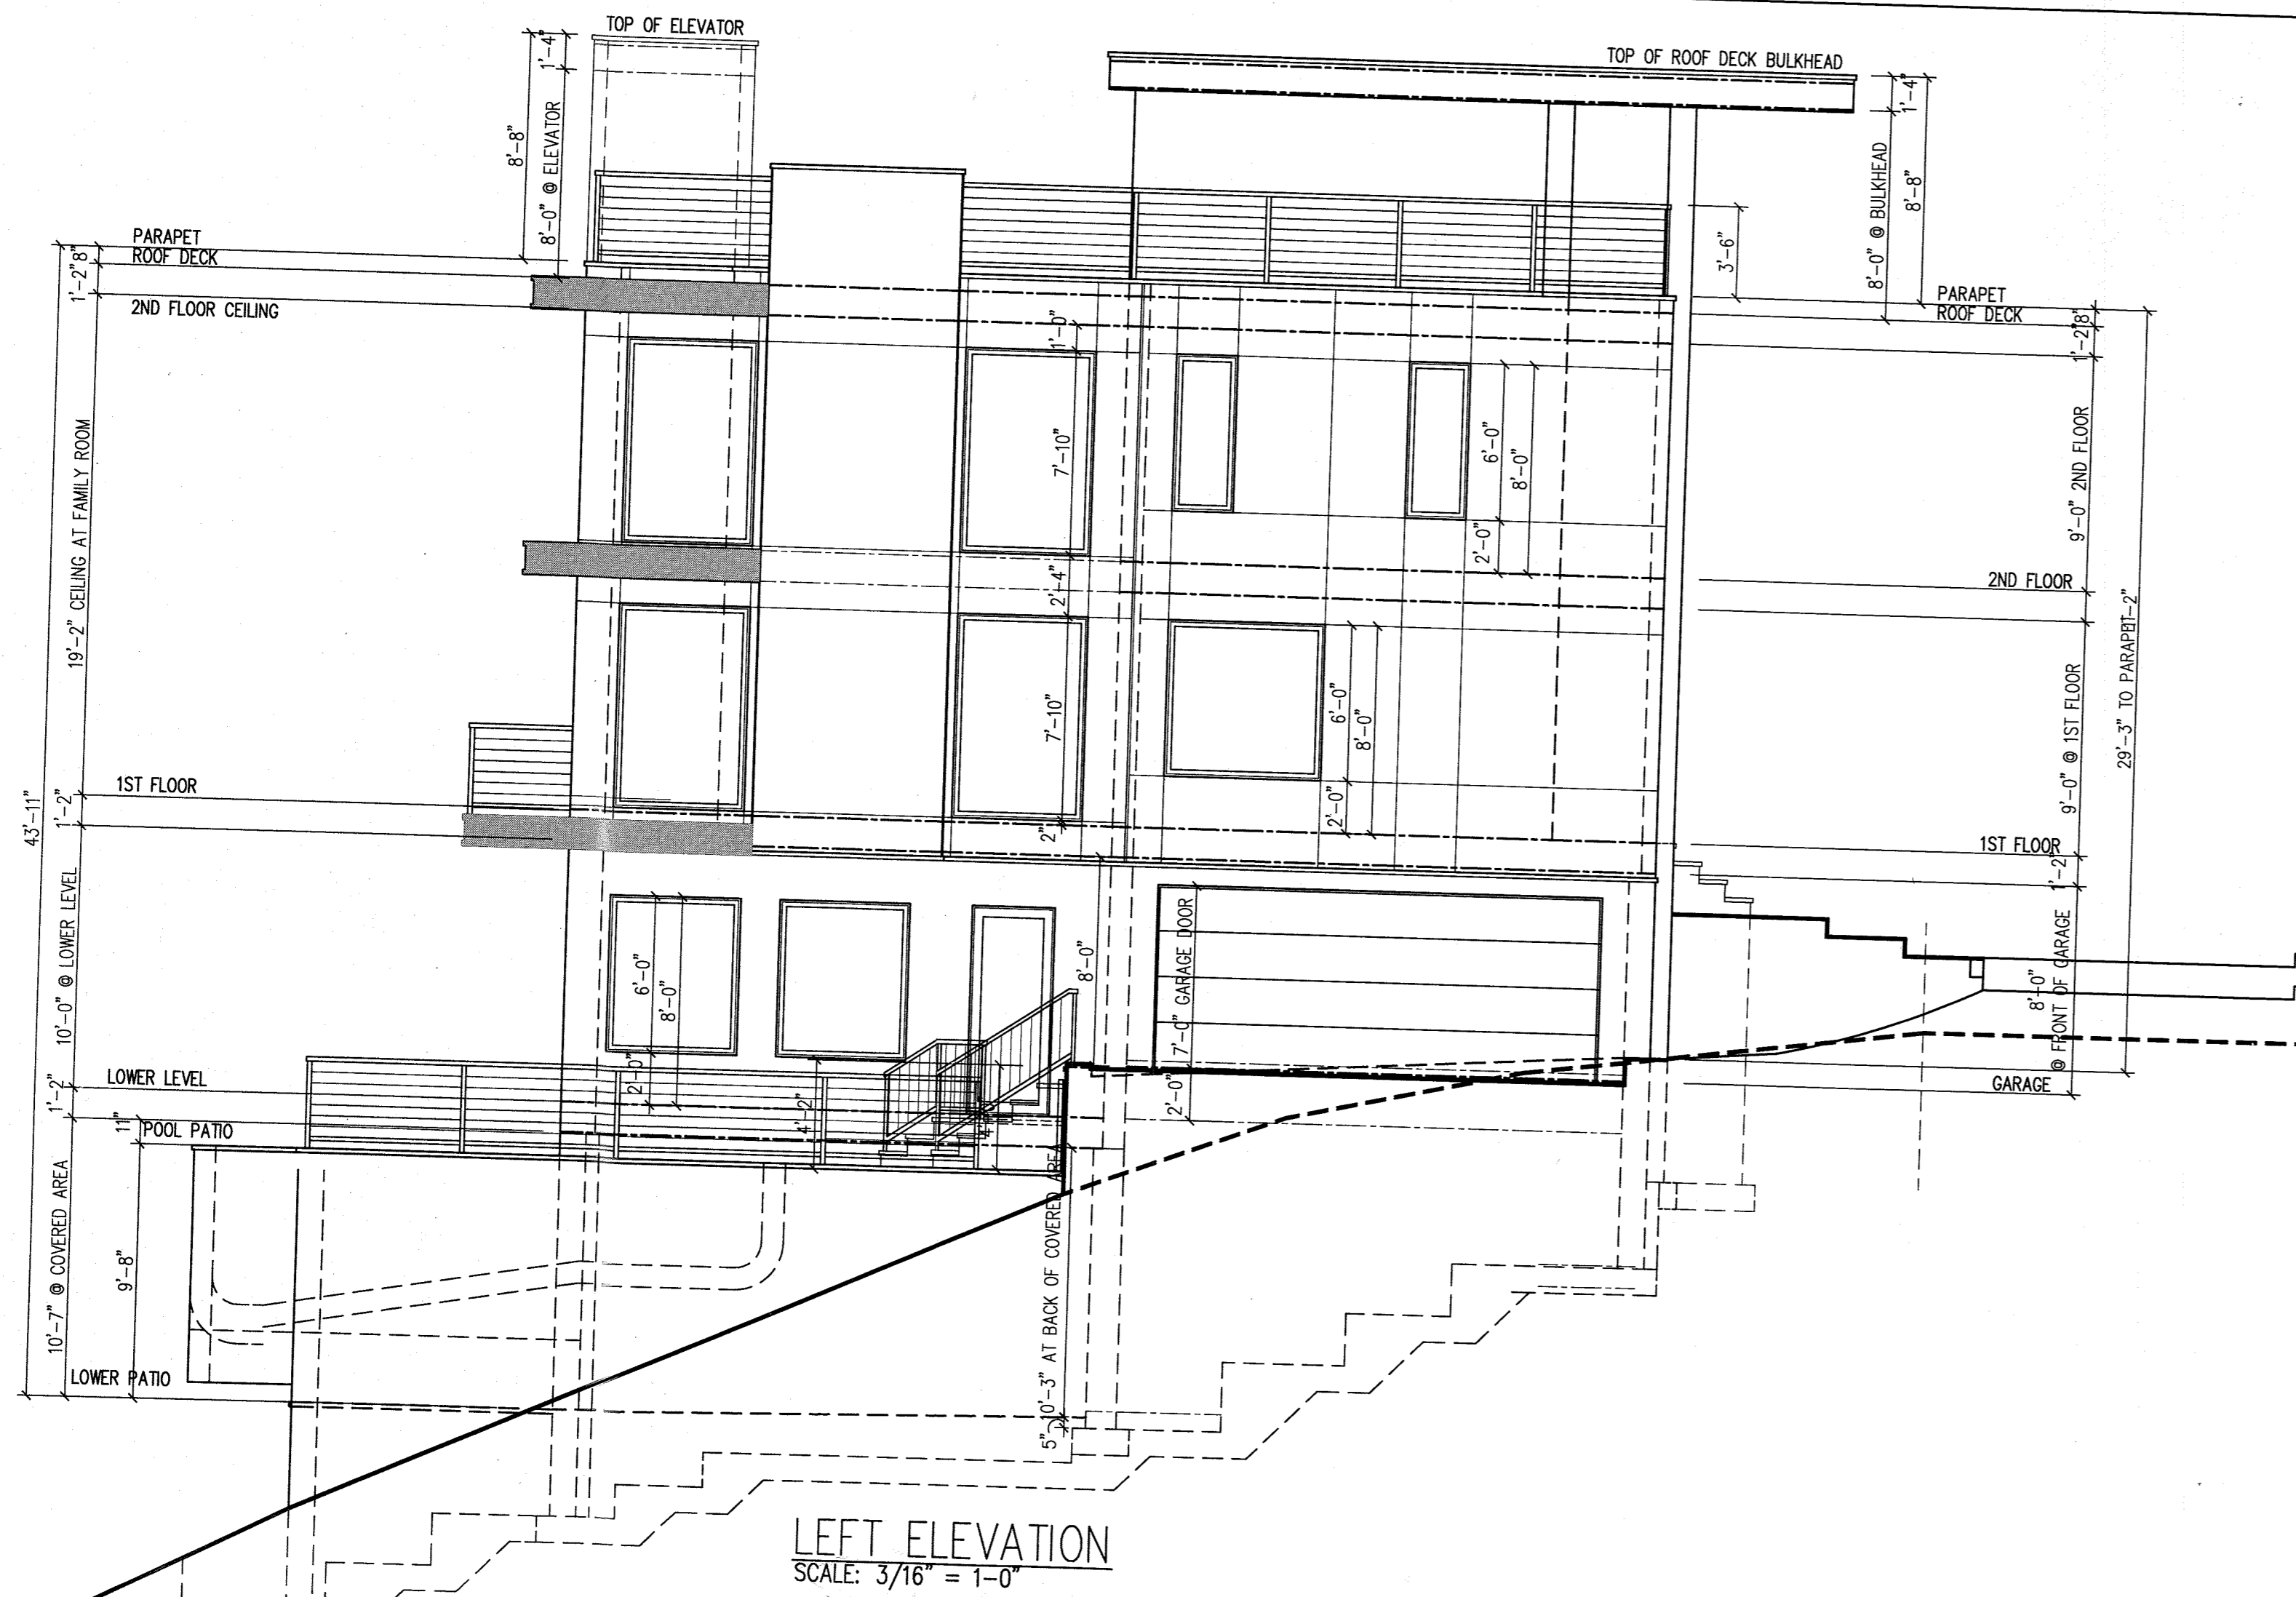 TOP OF ELEVATOR
TOP OF ROOF DECK BULKHEAD
1'-4"
8'-8"
8'-0" @ ELEVATOR
1'-4"
8'-8"
8'-0" @ BULKHEAD
3'-6"
PARAPET
ROOF DECK
2ND FLOOR CEILING
8"
1'-2"
PARAPET
ROOF DECK
8"
1'-2"
1'-0"
7'-10"
6'-0"
8'-0"
2'-0"
2'-4"
19'-2" CEILING AT FAMILY ROOM
9'-0" 2ND FLOOR
2ND FLOOR
7'-10"
6'-0"
8'-0"
2'-0"
2"
9'-0" @ 1ST FLOOR
29'-3" TO PARAPET-2"
43'-11"
1ST FLOOR
1'-2"
1ST FLOOR
1'-2"
10'-0" @ LOWER LEVEL
6'-0"
8'-0"
2'-0"
8'-0"
7'-0" GARAGE DOOR
2'-0"
8'-0"
@ FRONT OF GARAGE
GARAGE
LOWER LEVEL
1'-2"
11"
POOL PATIO
4'-2"
10'-7" @ COVERED AREA
9'-8"
10'-3" AT BACK OF COVERED AREA
5"
LOWER PATIO
LEFT ELEVATION
SCALE: 3/16" = 1-0"